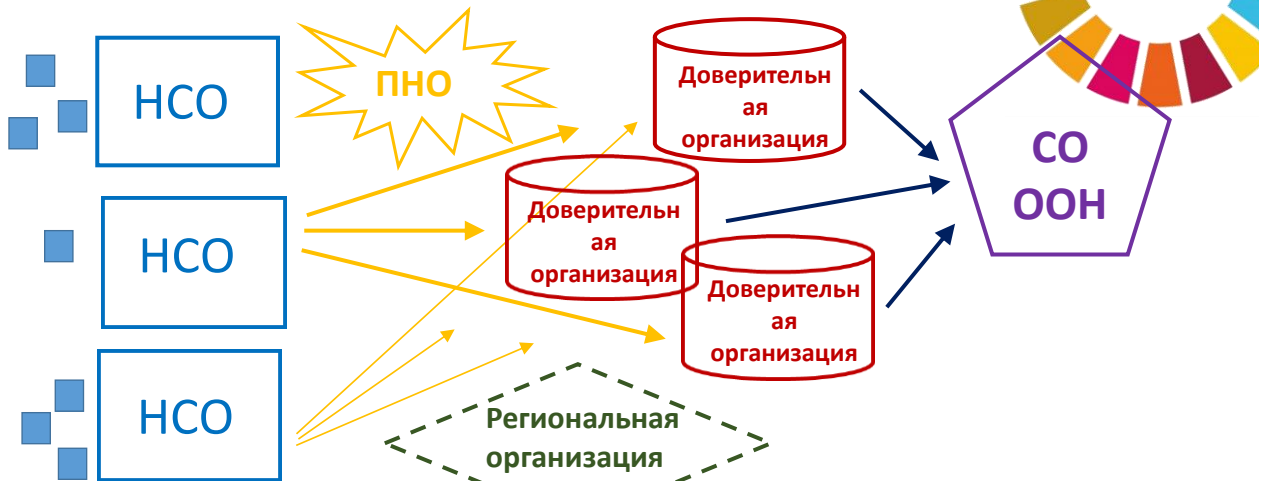 НСО
ПНО
Доверительн
ая
организация
СО
ООН
НСО
Доверительн
ая
организация
Доверительн
ая
организация
НСО
Региональная
организация